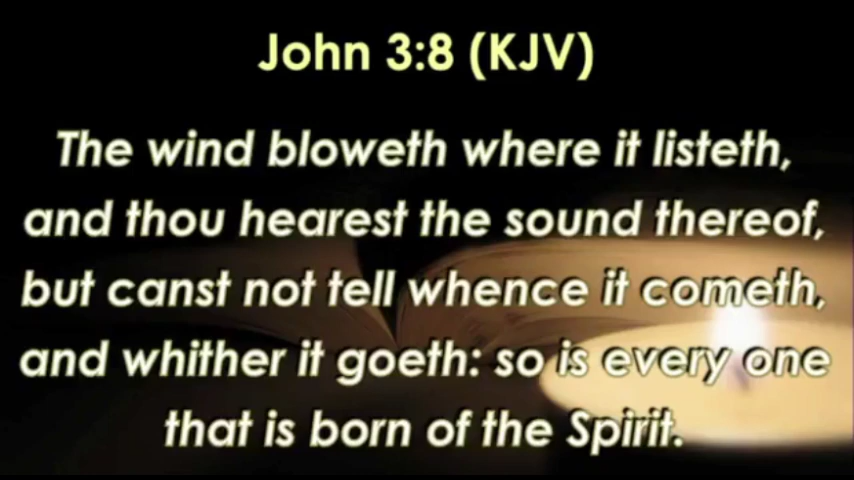 John 3:8 (KJV)
The wind bloweth where it listeth,
and thou hearest the sound thereof,
but canst not tell whence it cometh,
and whither it goeth: so is every one
that is born of the Spirit.